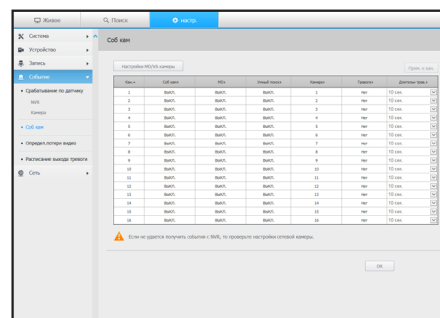 Живое
Поиск
настр.
Система
Устройство
Запись
Событие
Срабатывание по датчику
NVR
Камера
Соб кам
Определ.потери видео
Расписание выхода тревоги
Сеть
Соб кам
Настройки MD/VA камеры
Кам.# Соб кам MD/v Умный поиск Камеры Тревогах Длительн трев.
1 ВЫКЛ. ВЫКЛ. ВЫКЛ. 1 Нет 10 сек.
2 ВЫКЛ. ВЫКЛ. ВЫКЛ. 2 Нет 10 сек.
3 ВЫКЛ. ВЫКЛ. ВЫКЛ. 3 Нет 10 сек.
4 ВЫКЛ. ВЫКЛ. ВЫКЛ. 4 Нет 10 сек.
5 ВЫКЛ. ВЫКЛ. ВЫКЛ. 5 Нет 10 сек.
6 ВЫКЛ. ВЫКЛ. ВЫКЛ. 6 Нет 10 сек.
7 ВЫКЛ. ВЫКЛ. ВЫКЛ. 7 Нет 10 сек.
8 ВЫКЛ. ВЫКЛ. ВЫКЛ. 8 Нет 10 сек.
9 ВЫКЛ. ВЫКЛ. ВЫКЛ. 9 Нет 10 сек.
10 ВЫКЛ. ВЫКЛ. ВЫКЛ. 10 Нет 10 сек.
11 ВЫКЛ. ВЫКЛ. ВЫКЛ. 11 Нет 10 сек.
12 ВЫКЛ. ВЫКЛ. ВЫКЛ. 12 Нет 10 сек.
13 ВЫКЛ. ВЫКЛ. ВЫКЛ. 13 Нет 10 сек.
14 ВЫКЛ. ВЫКЛ. ВЫКЛ. 14 Нет 10 сек.
15 ВЫКЛ. ВЫКЛ. ВЫКЛ. 15 Нет 10 сек.
16 ВЫКЛ. ВЫКЛ. ВЫКЛ. 16 Нет 10 сек.
Если не удается получить события с NVR, то проверьте настройки сетевой камеры.
OK